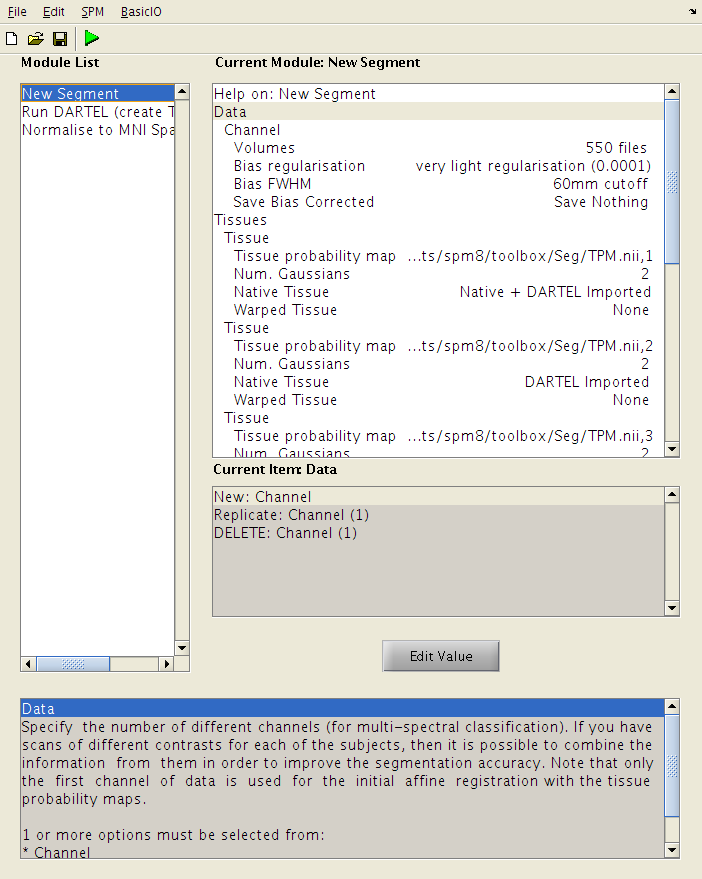 File Edit SPM BasicIO
Module List
Current Module: New Segment
New Segment
Run DARTEL (create T
Normalise to MNI Spa
Help on: New Segment
Data
Channel
Volumes 550 files
Bias regularisation very light regularisation (0.0001)
Bias FWHM 60mm cutoff
Save Bias Corrected Save Nothing
Tissues
Tissue
Tissue probability map ...ts/spm8/toolbox/Seg/TPM.nii,1
Num. Gaussians 2
Native Tissue Native + DARTEL Imported
Warped Tissue None
Tissue
Tissue probability map ...ts/spm8/toolbox/Seg/TPM.nii,2
Num. Gaussians 2
Native Tissue DARTEL Imported
Warped Tissue None
Tissue
Tissue probability map ...ts/spm8/toolbox/Seg/TPM.nii,3
Num. Gaussians 2
Current Item: Data
New: Channel
Replicate: Channel (1)
DELETE: Channel (1)
Edit Value
Data
Specify the number of different channels (for multi-spectral classification). If you have
scans of different contrasts for each of the subjects, then it is possible to combine the
information from them in order to improve the segmentation accuracy. Note that only
the first channel of data is used for the initial affine registration with the tissue
probability maps.
1 or more options must be selected from:
* Channel